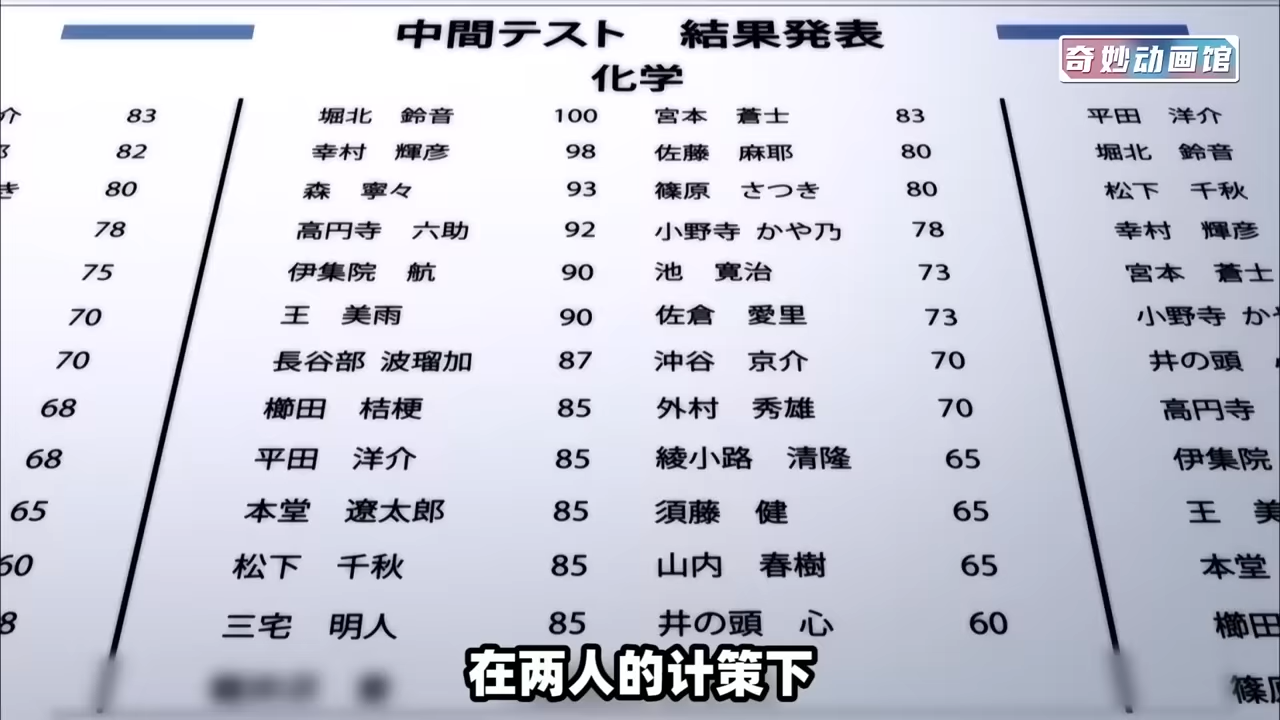 中間テスト 結果発表
奇妙动画馆
化学
介 83 堀北 鈴音 100 宮本 蒼士 83 平田 洋介
82 幸村 輝彦 98 佐藤 麻耶 80 堀北 鈴音
き 80 森 寧々 93 篠原 さつき 80 松下 千秋
78 高円寺 六助 92 小野寺 かや乃 78 幸村 輝彦
75 伊集院 航 90 池 寛治 73 宮本 蒼士
70 王 美雨 90 佐倉 愛里 73 小野寺 か
70 長谷部 波瑠加 87 沖谷 京介 70 井の頭
68 櫛田 桔梗 85 外村 秀雄 70 高円寺
68 平田 洋介 85 綾小路 清隆 65 伊集院
65 本堂 遼太郎 85 須藤 健 65 王 美
60 松下 千秋 85 山内 春樹 65 本堂
8 三宅 明人 85 井の頭 心 60 櫛田
篠
在两人的计策下